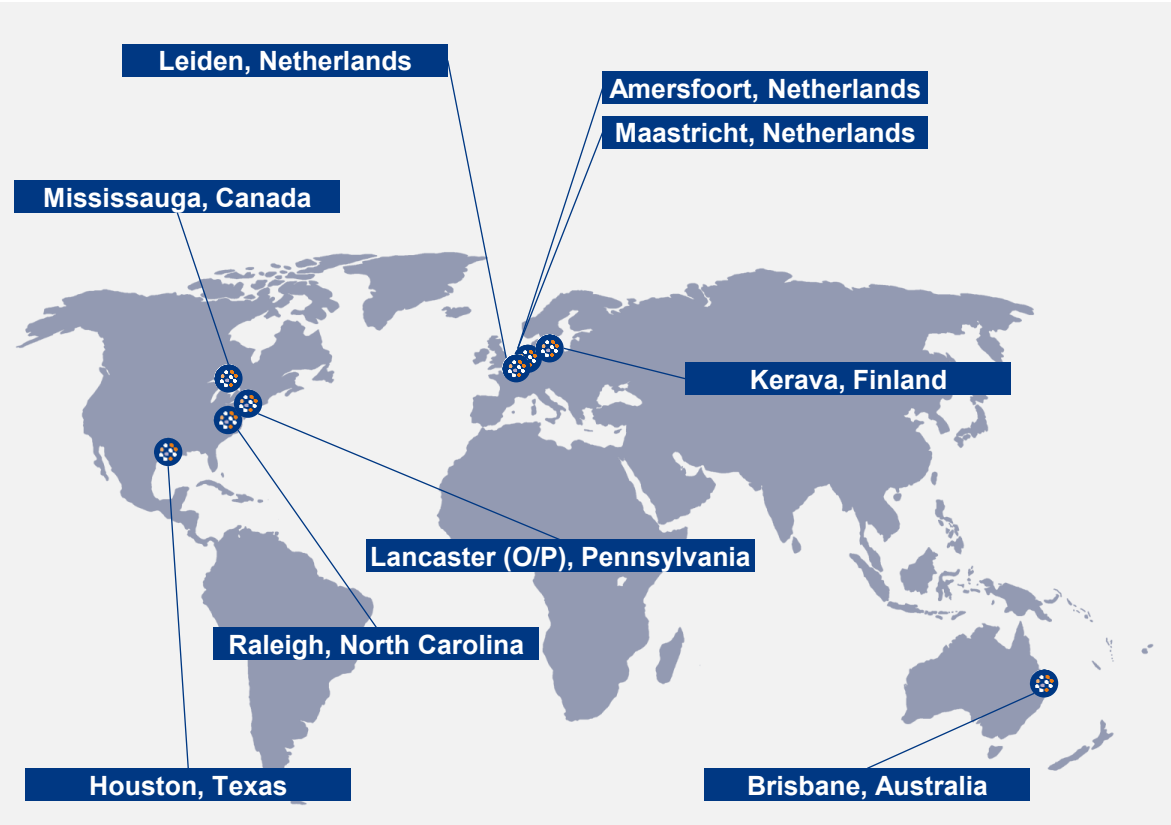 Leiden, Netherlands
Amersfoort, Netherlands
Maastricht, Netherlands
Mississauga, Canada
Kerava, Finland
Lancaster (O/P), Pennsylvania
Raleigh, North Carolina
Houston, Texas
Brisbane, Australia